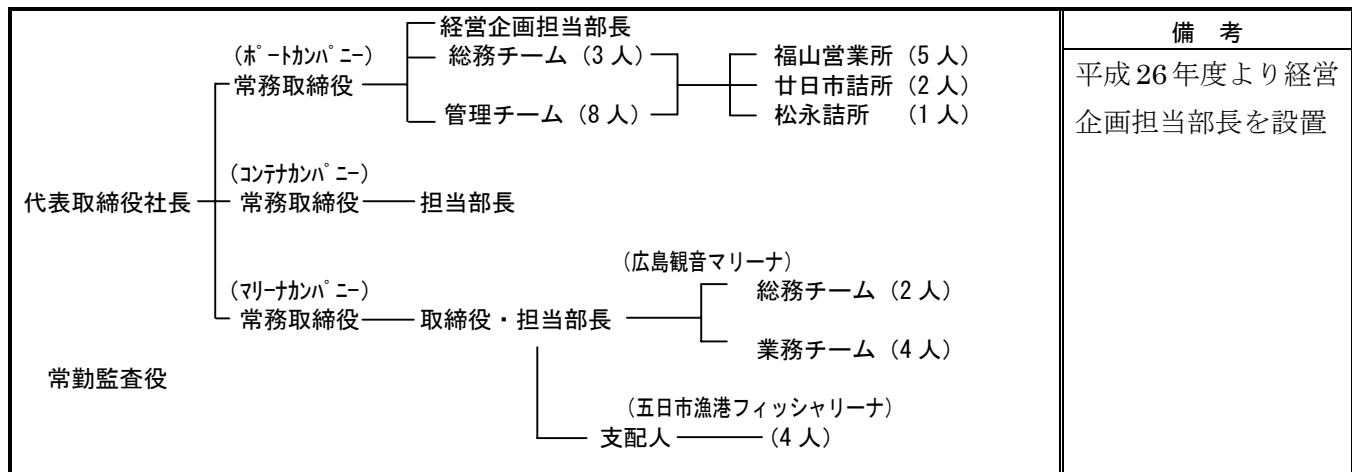 経営企画担当部長
(ﾎﾟｰﾄｶﾝﾊﾟﾆｰ)
総務チーム (3 人)
福山営業所 (5 人)
常務取締役
廿日市詰所 (2 人)
管理チーム (8 人)
松永詰所 (1 人)
(ｺﾝﾃﾅｶﾝﾊﾟﾆｰ)
代表取締役社長
常務取締役
担当部長
(広島観音マリーナ)
(ﾏﾘｰﾅｶﾝﾊﾟﾆｰ)
総務チーム (2 人)
常務取締役
取締役・担当部長
業務チーム (4 人)
常勤監査役
(五日市漁港フィッシャリーナ)
支配人
(4 人)
備 考
平成 26 年度より経営
企画担当部長を設置